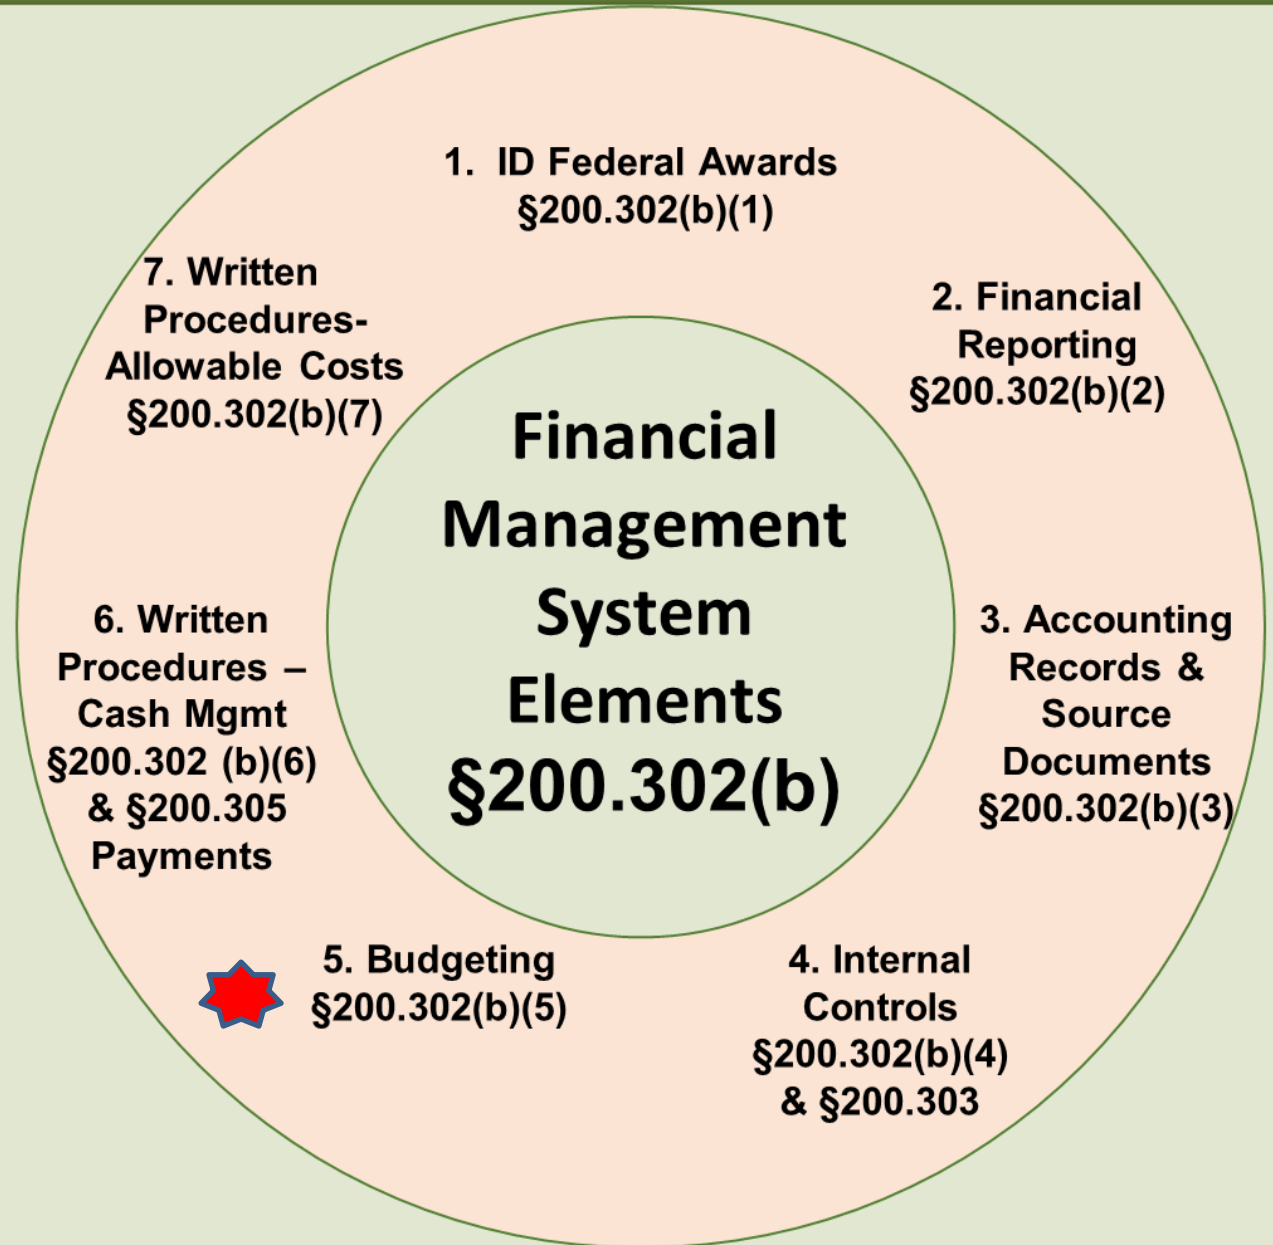 1. ID Federal Awards
§200.302(b)(1)
2. Financial
Reporting
§200.302(b)(2)
3. Accounting
Records &
Source
Documents
§200.302(b)(3)
4. Internal
Controls
§200.302(b)(4)
& §200.303
5. Budgeting
§200.302(b)(5)
6. Written
Procedures –
Cash Mgmt
§200.302 (b)(6)
& §200.305
Payments
7. Written
Procedures-
Allowable Costs
§200.302(b)(7)
Financial
Management
System
Elements
§200.302(b)